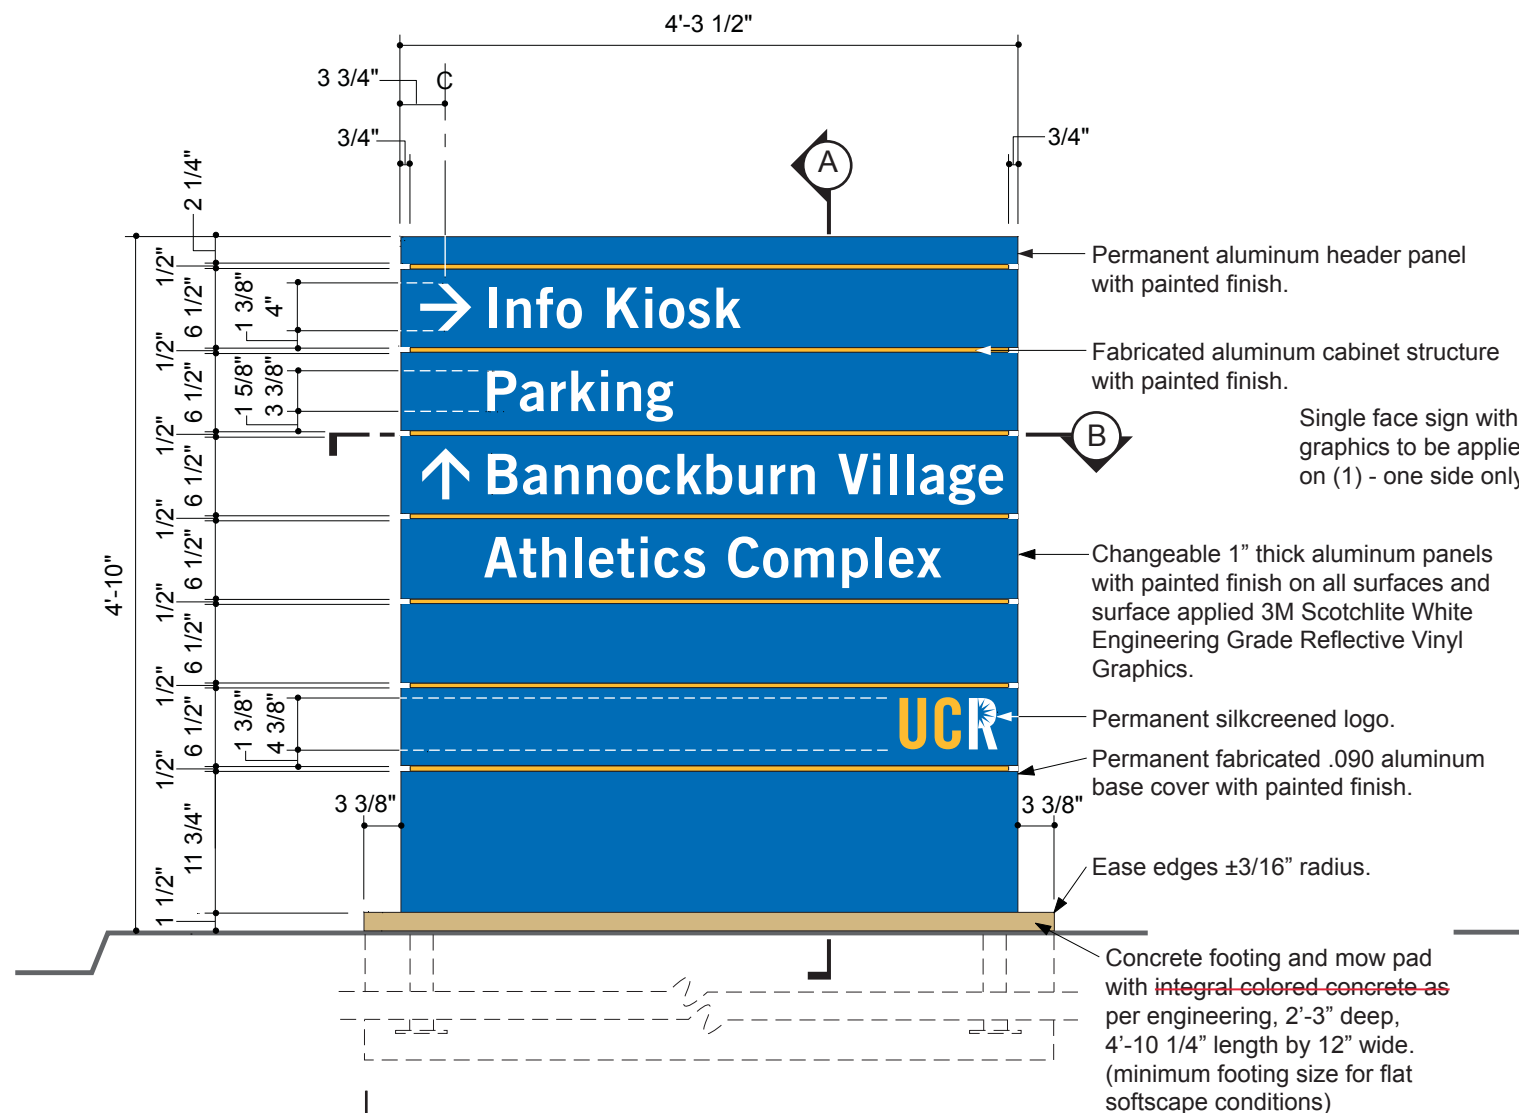 4'-3 1/2"
3 3/4"
C
3/4"
3/4"
A
2 1/4"
1/2"
6 1/2"
1 3/8"
4"
1/2"
6 1/2"
1 5/8"
3 3/8"
1/2"
6 1/2"
1/2"
6 1/2"
1/2"
6 1/2"
1/2"
6 1/2"
1 3/8"
4 3/8"
1/2"
11 3/4"
1 1/2"
4'-10"
3 3/8"
3 3/8"
B
Info Kiosk
Parking
Bannockburn Village
Athletics Complex
UCR
Permanent aluminum header panel
with painted finish.
Fabricated aluminum cabinet structure
with painted finish.
Single face sign with
graphics to be applie
on (1) - one side only
Changeable 1” thick aluminum panels
with painted finish on all surfaces and
surface applied 3M Scotchlite White
Engineering Grade Reflective Vinyl
Graphics.
Permanent silkcreened logo.
Permanent fabricated .090 aluminum
base cover with painted finish.
Ease edges ±3/16” radius.
Concrete footing and mow pad
with integral colored concrete as
per engineering, 2’-3” deep,
4’-10 1/4” length by 12” wide.
(minimum footing size for flat
softscape conditions)